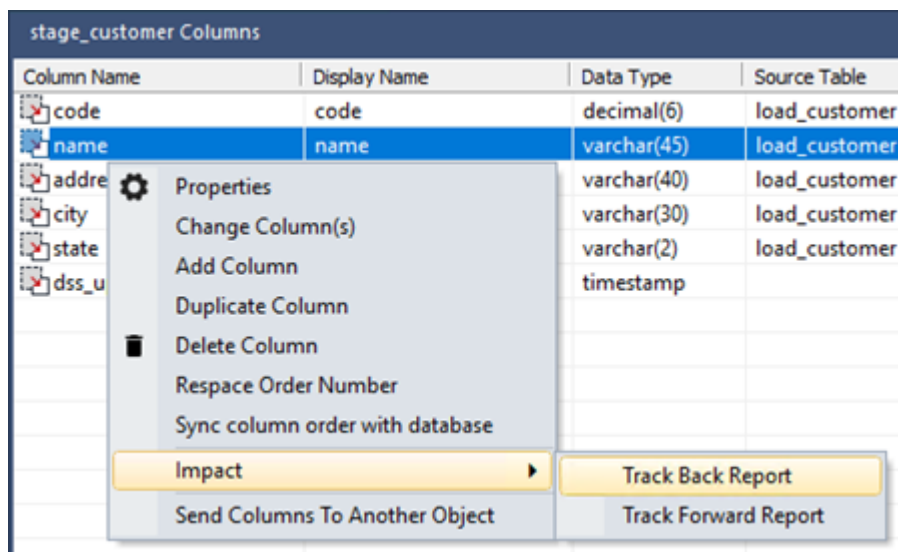 stage_customer Columns
Column Name Display Name Data Type Source Table
code code decimal(6) load_customer
name name varchar(45) load_customer
addre varchar(40) load_customer
city varchar(30) load_customer
state varchar(2) load_customer
dss_u timestamp
Properties
Change Column(s)
Add Column
Duplicate Column
Delete Column
Respace Order Number
Sync column order with database
Impact Track Back Report
Send Columns To Another Object Track Forward Report